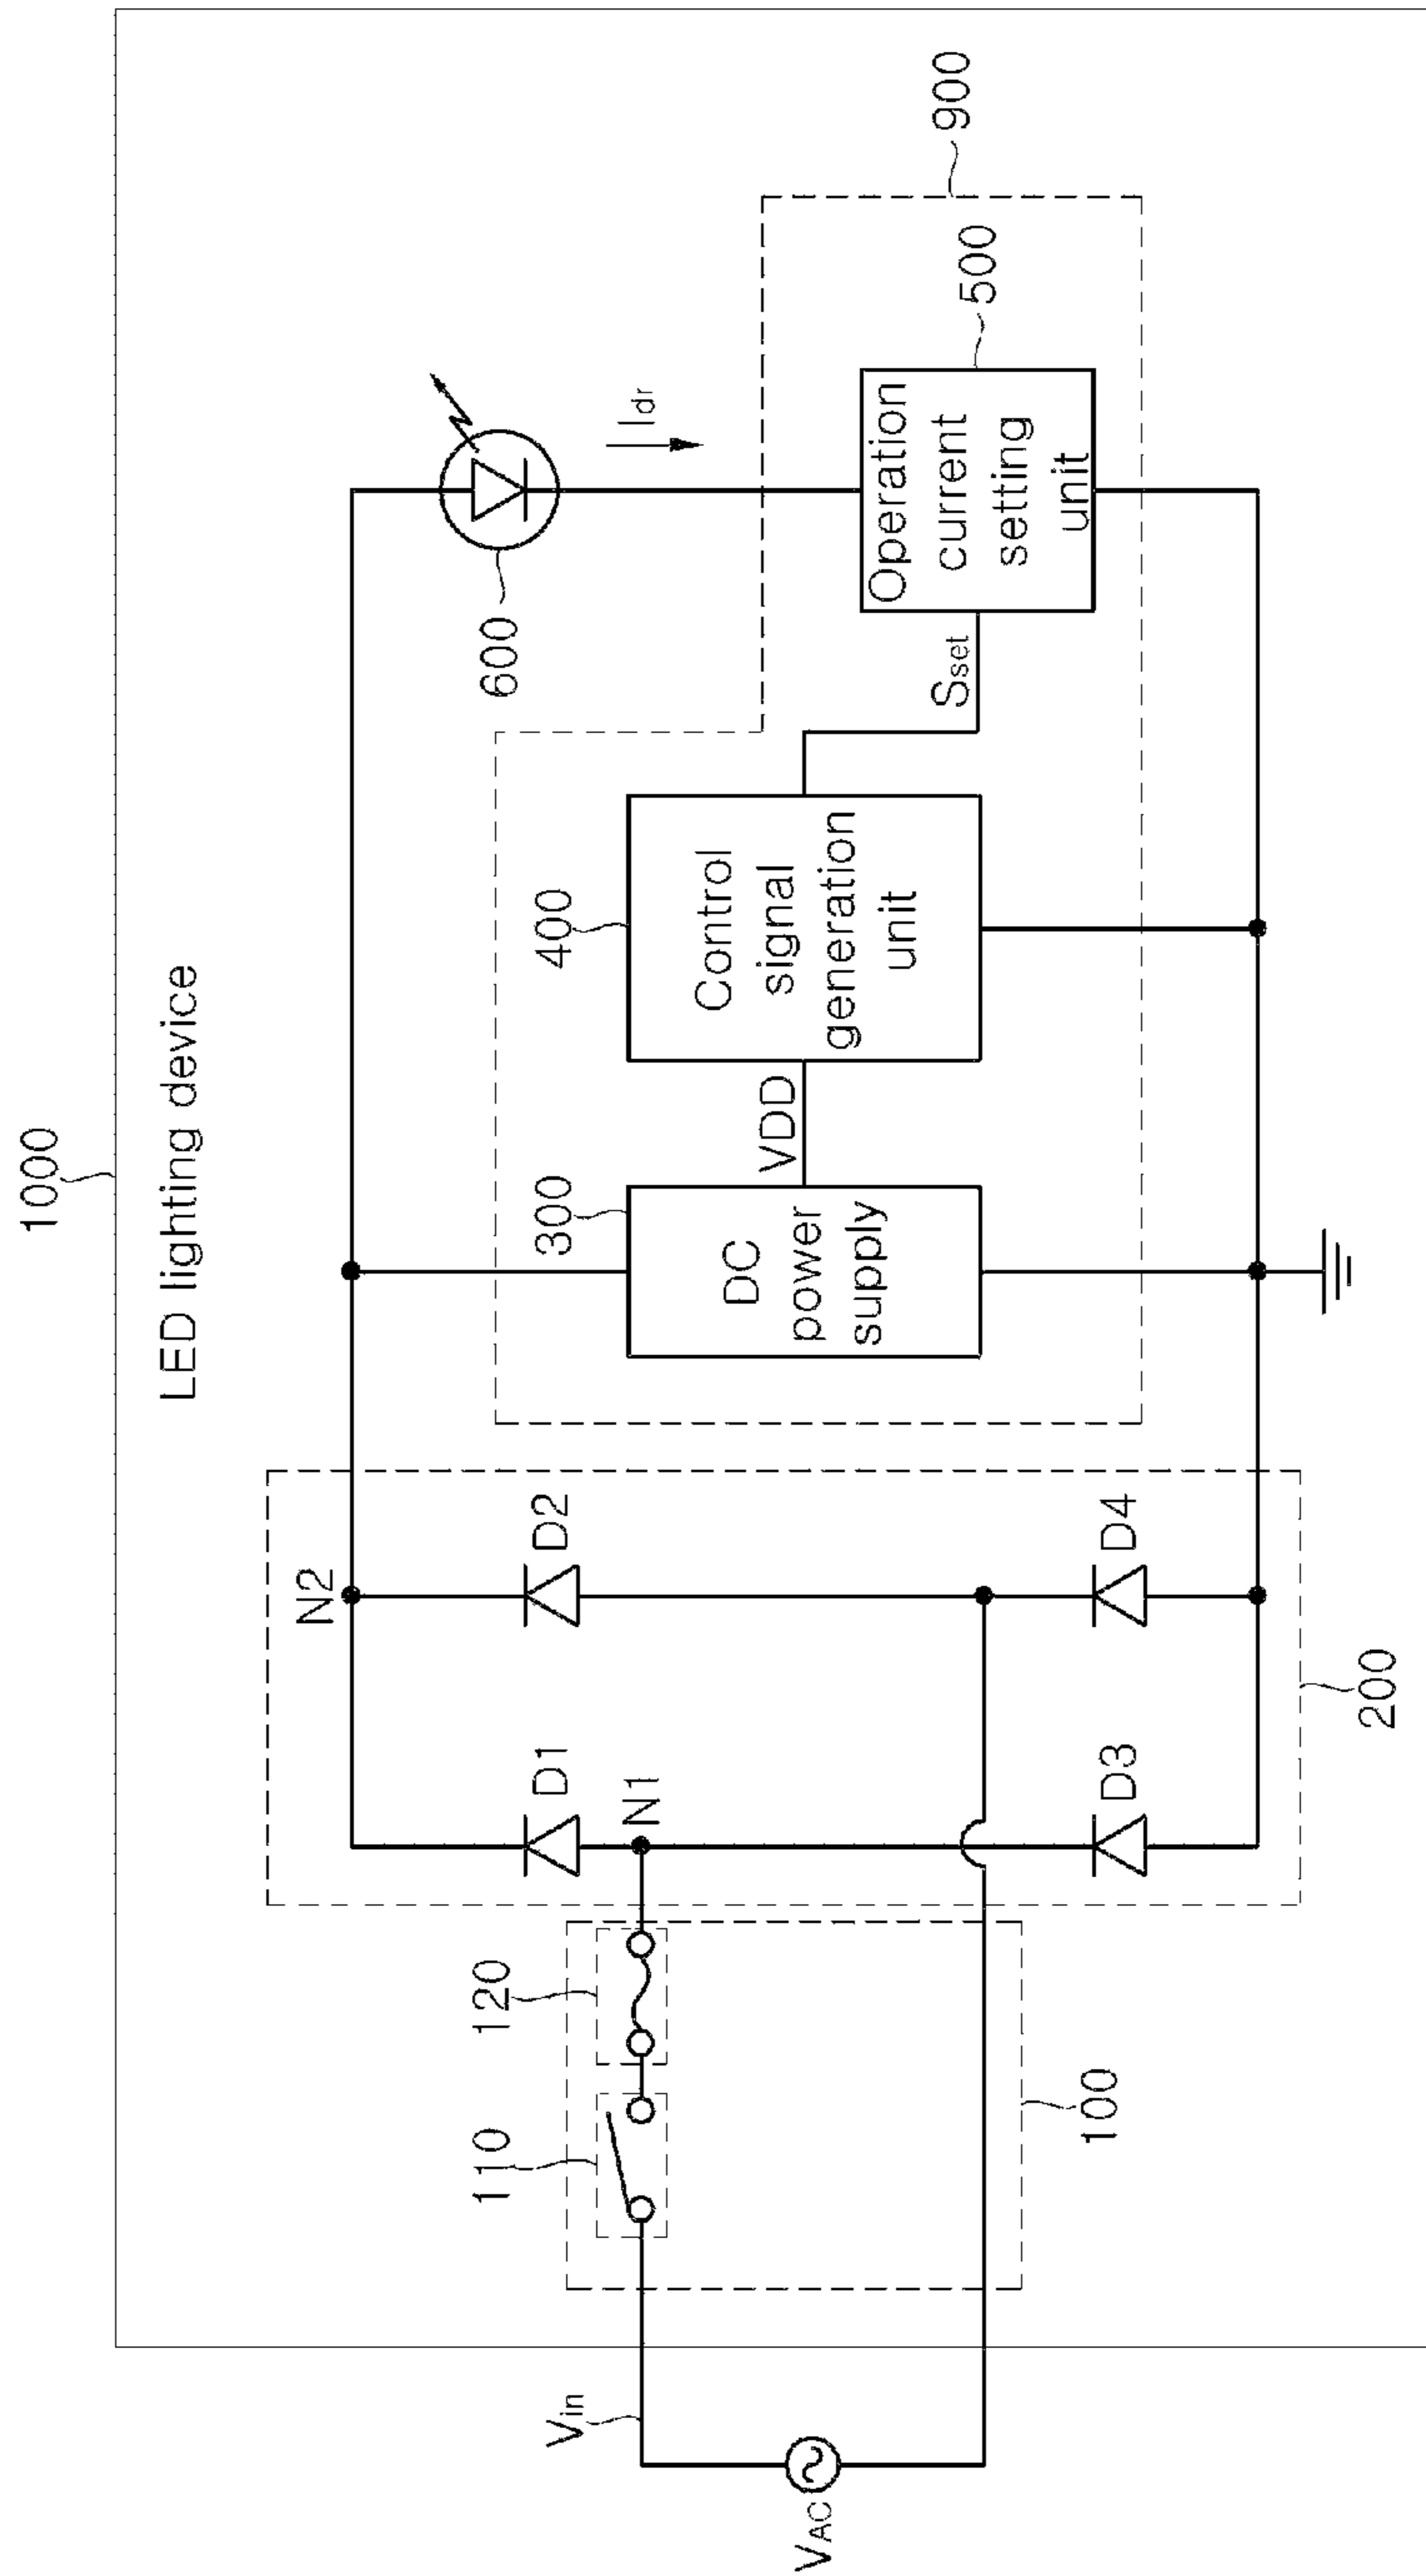 1000
LED lighting device
N2
D1
D2
N1
D3
D4
200
110
120
100
Vin
VAC
300
DC
power
supply
VDD
400
Control
signal
generation
unit
Sset
600
Idr
Operation
current
setting
unit
500
900